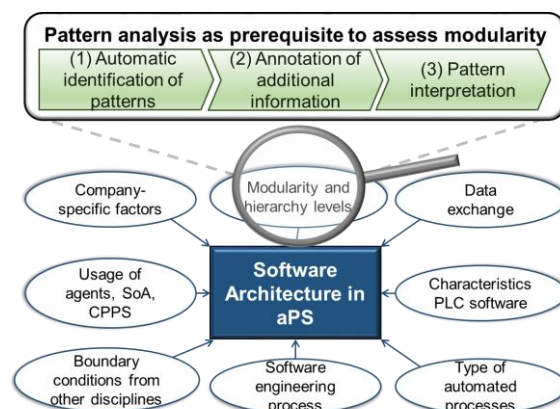 Pattern analysis as prerequisite to assess modularity
(1) Automatic
identification of
patterns
(2) Annotation of
additional
information
(3) Pattern
interpretation
Company-
specific factors
Modularity and
hierarchy levels
Data
exchange
Usage of
agents, SoA,
CPPS
Software
Architecture in
aPS
Characteristics
PLC software
Boundary
conditions from
other disciplines
Software
engineering
process
Type of
automated
processes